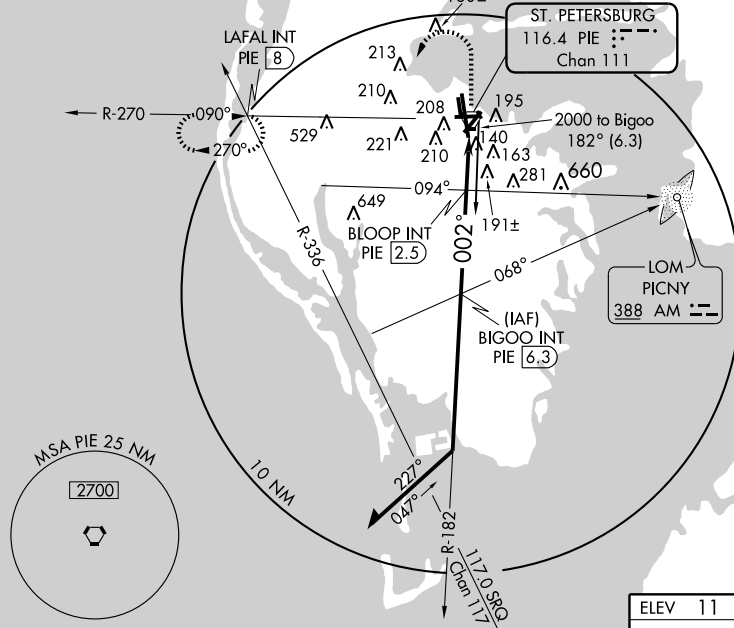 ST. PETERSBURG
116.4 PIE
Chan 111
LAFAL INT
PIE 8
213
210
208
195
R-270
090°
270°
529
221
210
140
163
2000 to Bigoo
182° (6.3)
281
660
094°
649
191±
BLOOP INT
PIE 2.5
002°
R-336
068°
LOM
PICNY
388 AM
(IAF)
BIGOO INT
PIE 6.3
MSA PIE 25 NM
2700
10 NM
227°
047°
R-182
117.0 SRQ
Chan 117
ELEV 11